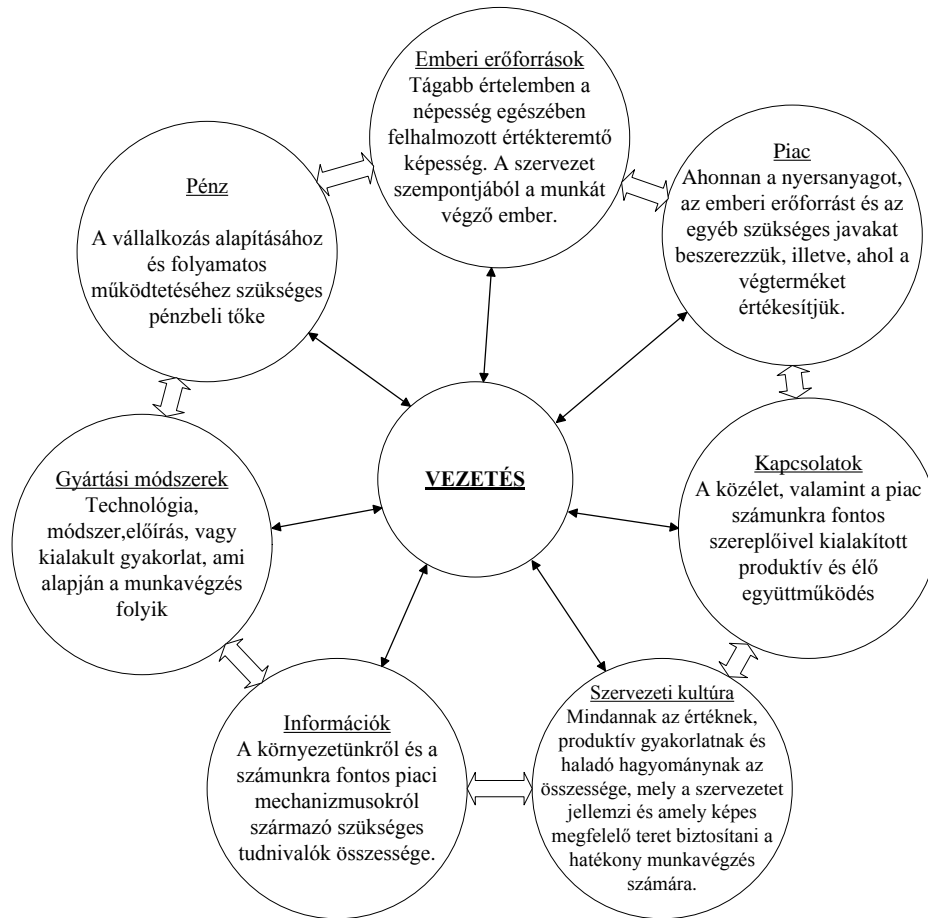 Emberi erőforrások
Tágabb értelemben a
népesség egészében
felhalmozott értékteremtő
képesség. A szervezet
szempontjából a munkát
végző ember.
Piac
Ahonnan a nyersanyagot,
az emberi erőforrást és az
egyéb szükséges javakat
beszerezzük, illetve, ahol a
végterméket
értékesítjük.
Pénz
A vállalkozás alapításához
és folyamatos
működtetéséhez szükséges
pénzbeli tőke
VEZETÉS
Kapcsolatok
A közélet, valamint a piac
számunkra fontos
szereplőivel kialakított
produktív és élő
együttműködés
Gyártási módszerek
Technológia,
módszer,előírás, vagy
kialakult gyakorlat, ami
alapján a munkavégzés
folyik
Információk
A környezetünkről és a
számunkra fontos piaci
mechanizmusokról
származó szükséges
tudnivalók összessége.
Szervezeti kultúra
Mindannak az értéknek,
produktív gyakorlatnak és
haladó hagyománynak az
összessége, mely a szervezetet
jellemzi és amely képes
megfelelő teret biztosítani a
hatékony munkavégzés
számára.